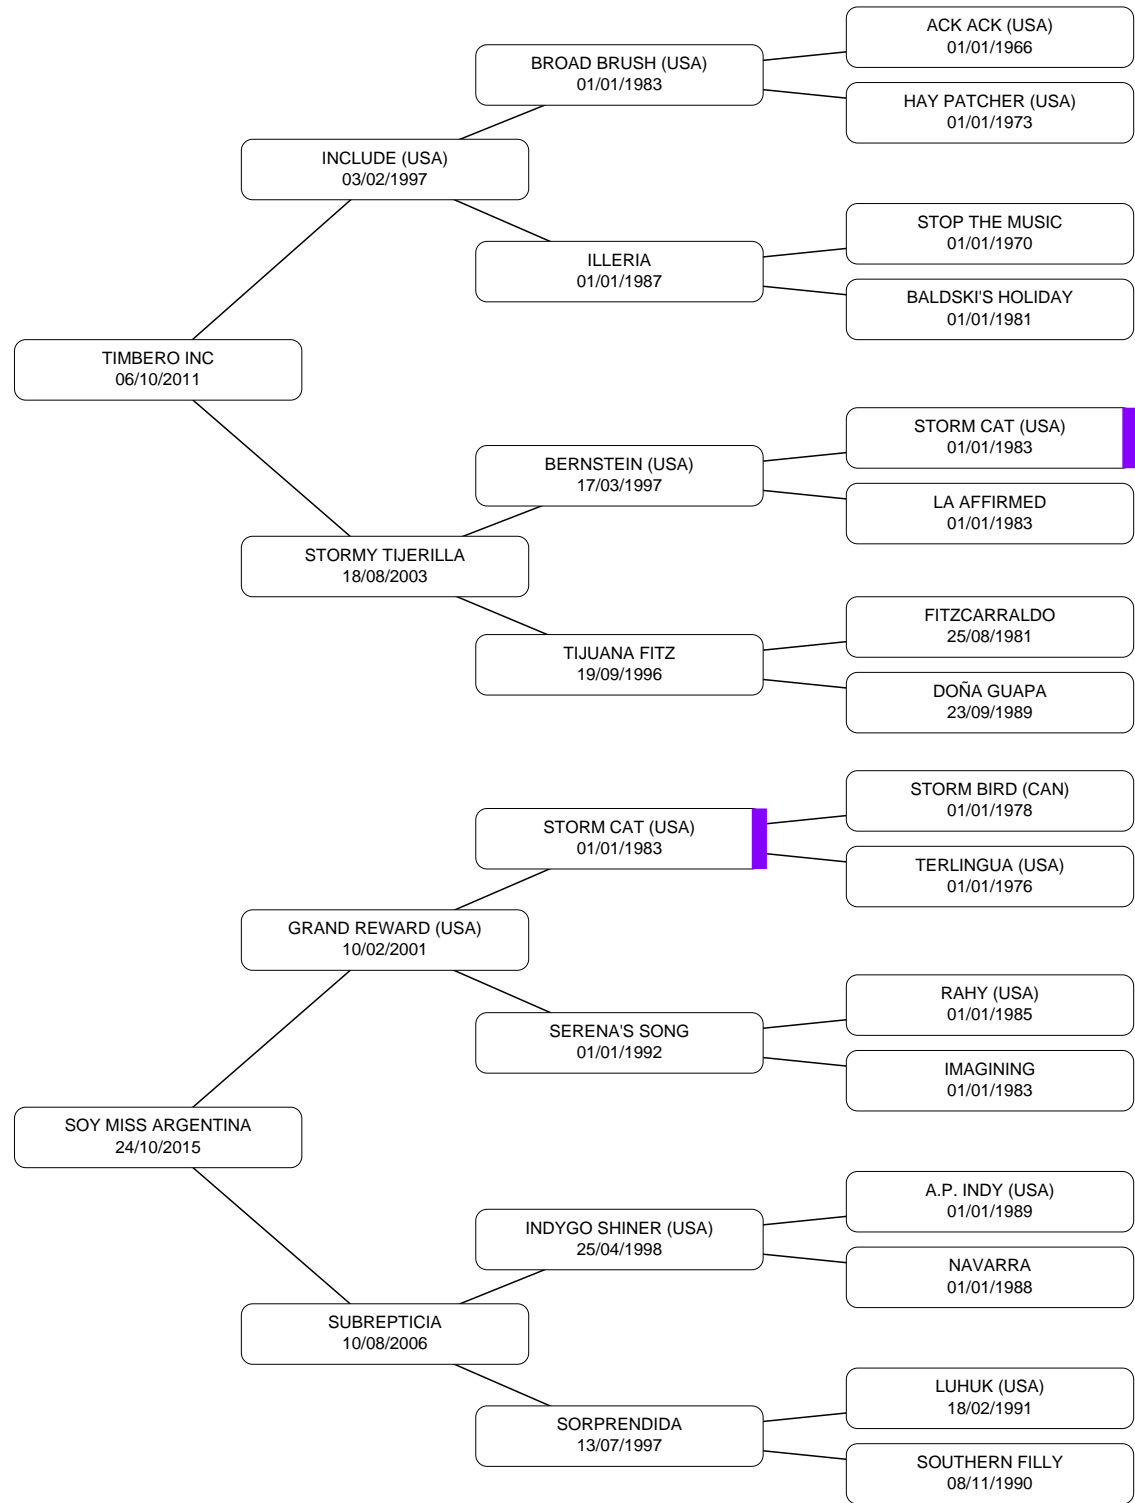 ACK ACK (USA)
01/01/1966
BROAD BRUSH (USA)
01/01/1983
HAY PATCHER (USA)
01/01/1973
INCLUDE (USA)
03/02/1997
STOP THE MUSIC
01/01/1970
ILLERIA
01/01/1987
BALDSKI'S HOLIDAY
01/01/1981
TIMBERO INC
06/10/2011
STORM CAT (USA)
01/01/1983
BERNSTEIN (USA)
17/03/1997
LA AFFIRMED
01/01/1983
STORMY TIJERILLA
18/08/2003
FITZCARRALDO
25/08/1981
TIJUANA FITZ
19/09/1996
DOÑA GUAPA
23/09/1989
STORM BIRD (CAN)
01/01/1978
STORM CAT (USA)
01/01/1983
TERLINGUA (USA)
01/01/1976
GRAND REWARD (USA)
10/02/2001
RAHY (USA)
01/01/1985
SERENA'S SONG
01/01/1992
IMAGINING
01/01/1983
SOY MISS ARGENTINA
24/10/2015
A.P. INDY (USA)
01/01/1989
INDYGO SHINER (USA)
25/04/1998
NAVARRA
01/01/1988
SUBREPTICIA
10/08/2006
LUHUK (USA)
18/02/1991
SORPRENDIDA
13/07/1997
SOUTHERN FILLY
08/11/1990